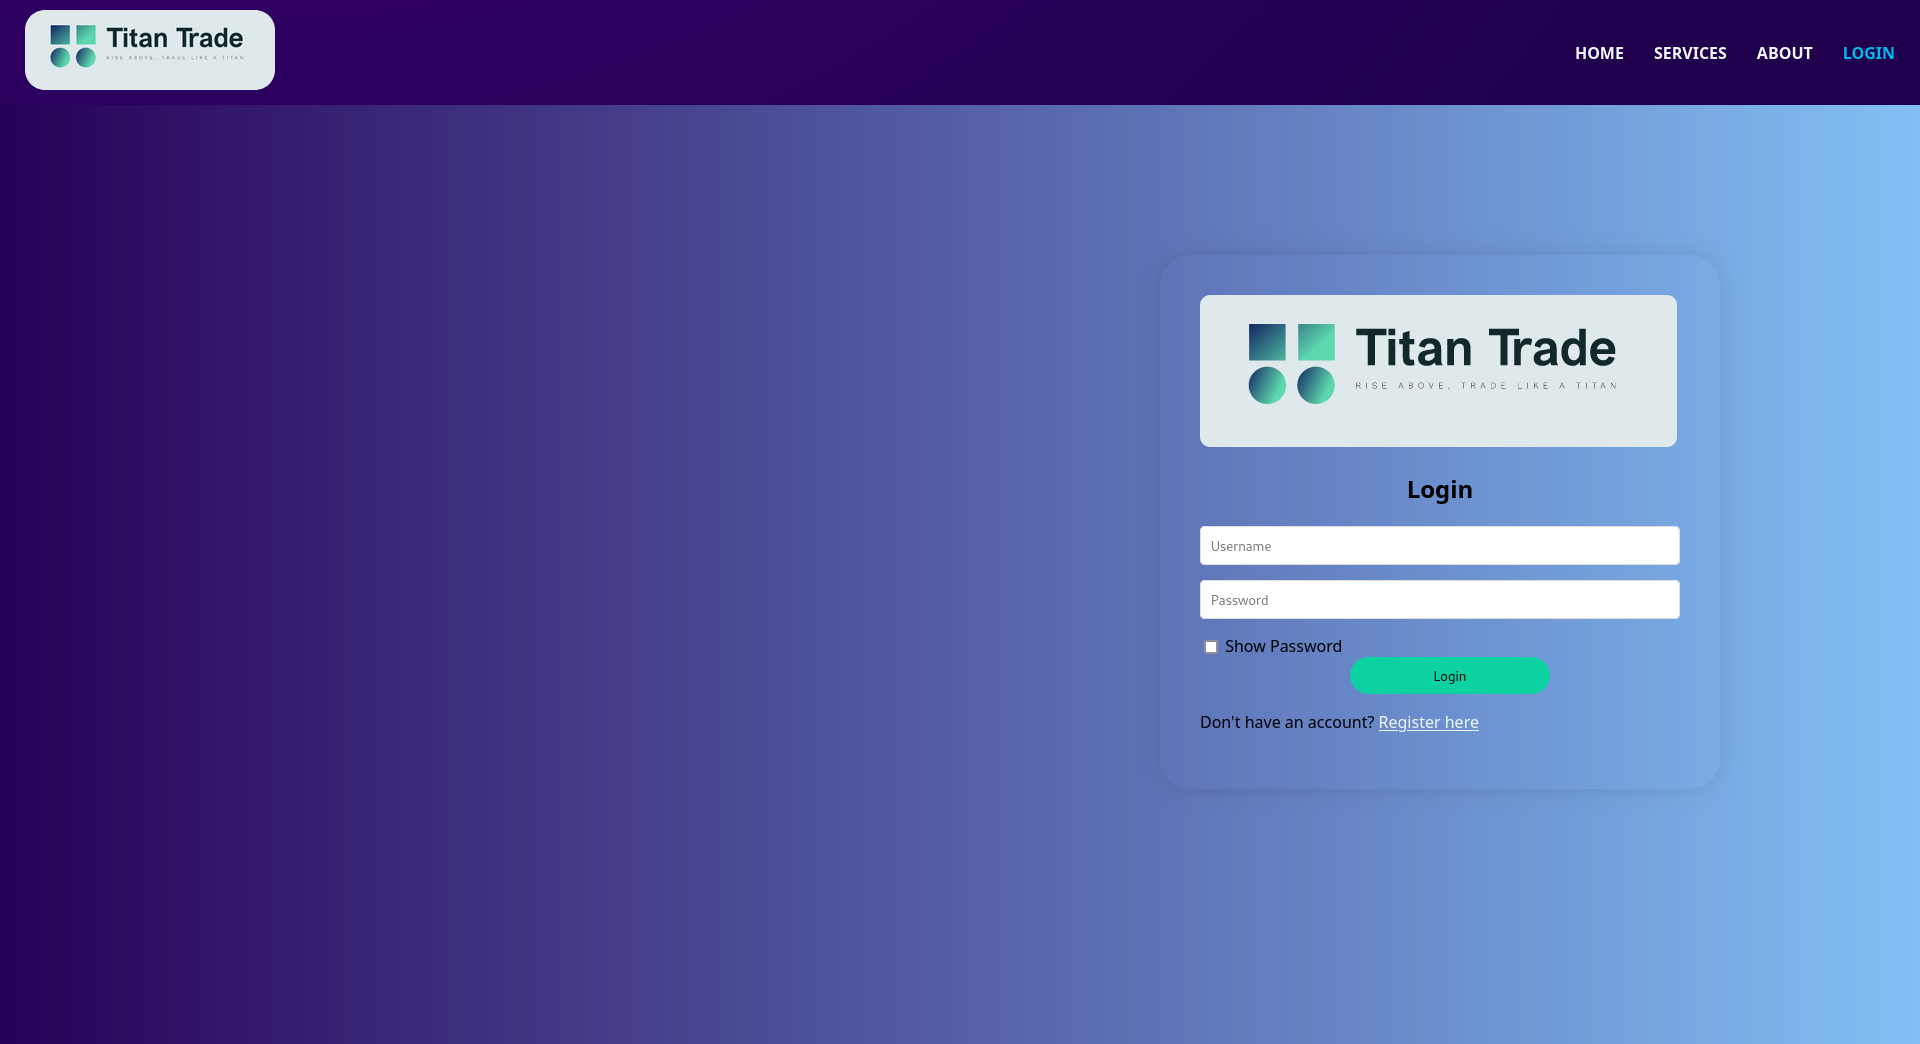 Titan Trade
RISE ABOVE, TRADE LIKE A TITAN
HOME SERVICES ABOUT LOGIN
Titan Trade
RISE ABOVE, TRADE LIKE A TITAN
Login
Username
Password
Show Password
Login
Don't have an account? Register here